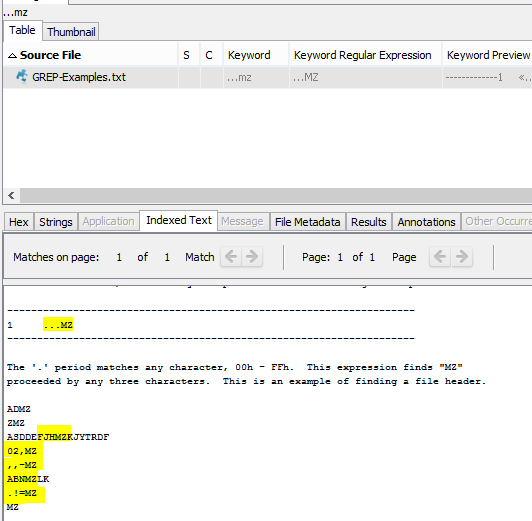 ...mz
Table Thumbnail
Source File S C Keyword Keyword Regular Expression Keyword Preview
GREP-Examples.txt ...mz ...MZ -------------1 «...
Hex Strings Application Indexed Text Message File Metadata Results Annotations Other Occurre
Matches on page: 1 of 1 Match Page: 1 of 1 Page
--------------------------------------------------------------------
1 ...MZ
--------------------------------------------------------------------
The '.' period matches any character, 00h - FFh. This expression finds "MZ"
proceeded by any three characters. This is an example of finding a file header.
ADMZ
ZMZ
ASDDEFJHMZKJYTRDF
02,MZ
,,-MZ
ABNMZLK
.!=MZ
MZ